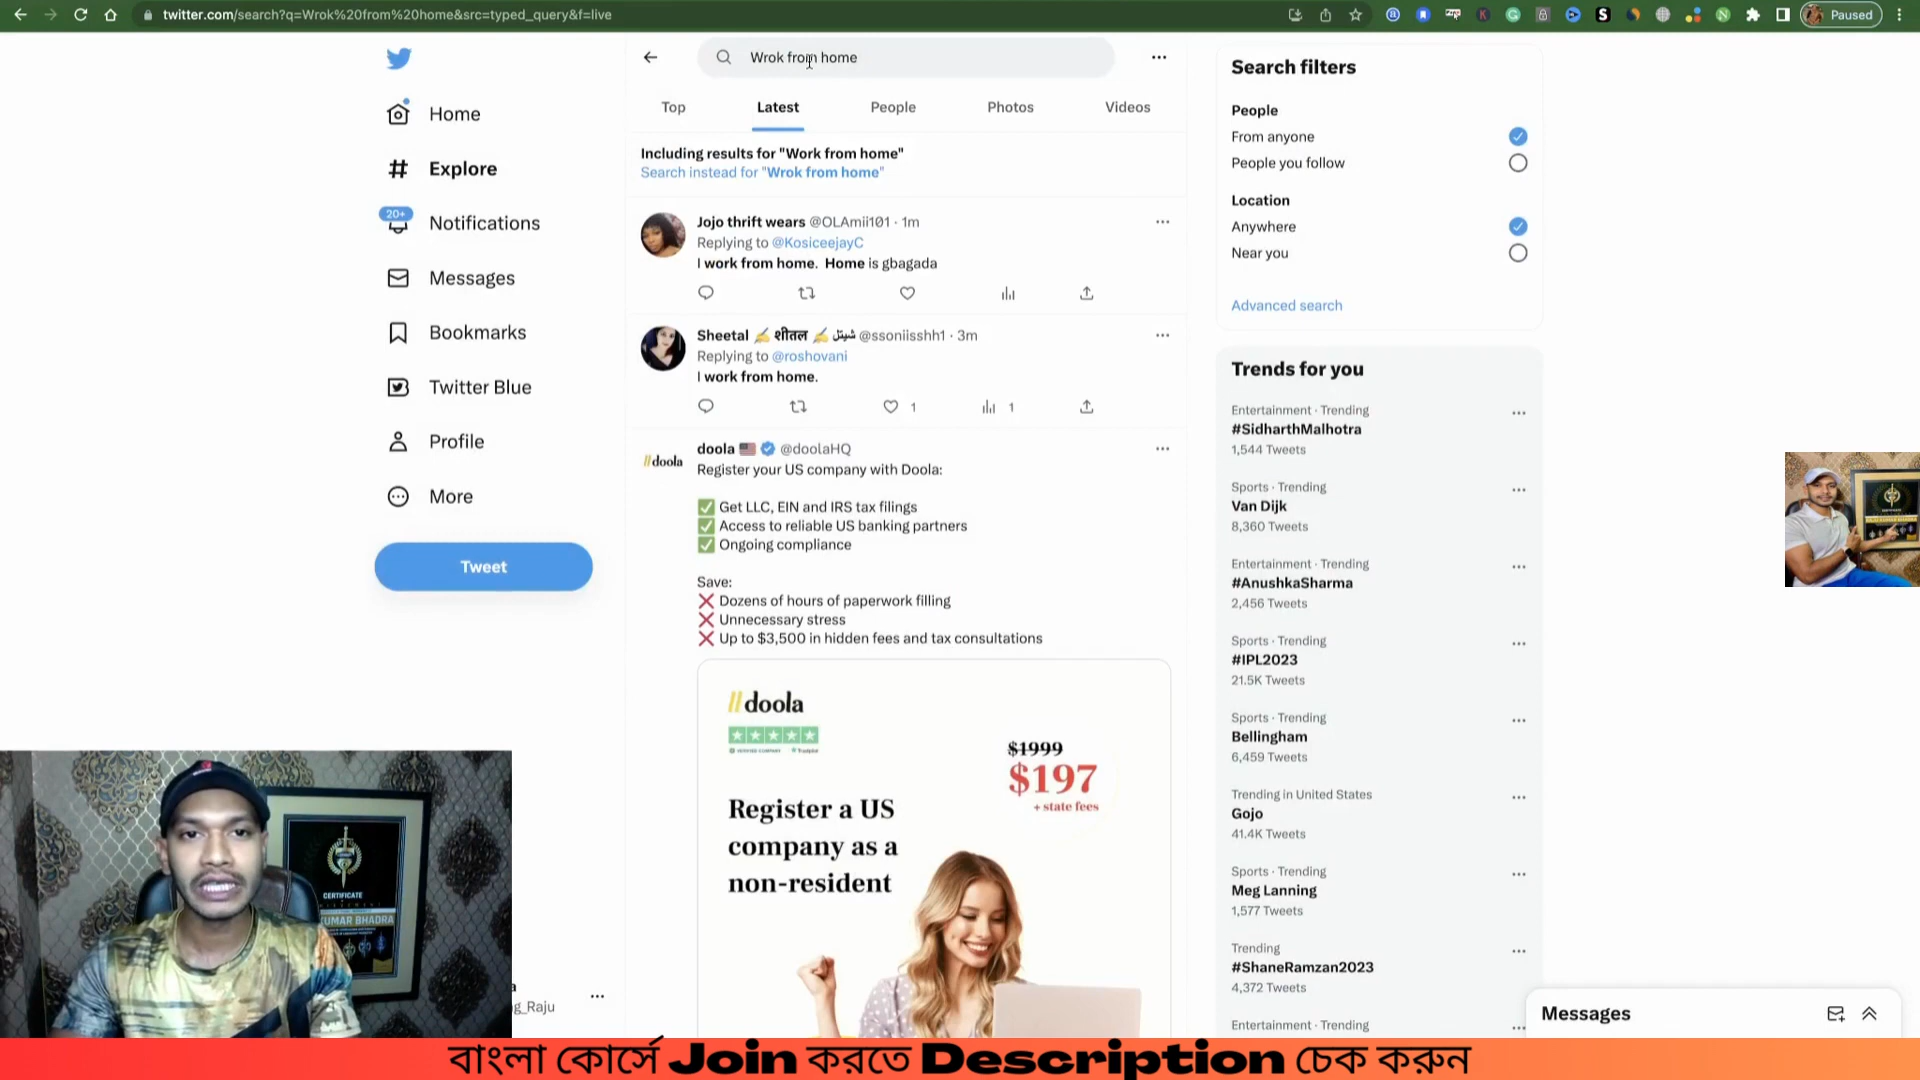 twitter.com/search?q=Wrok%20from%20home&src=typed_query&f=live
Paused
Home
Explore
20+
Notifications
Messages
Bookmarks
Twitter Blue
Profile
More
Tweet
g_Raju
Wrok from home
Top
Latest
People
Photos
Videos
Including results for "Work from home"
Search instead for "Wrok from home"
Jojo thrift wears @OLAmii101 · 1m
Replying to @KosiceejayC
I work from home. Home is gbagada
Sheetal ✍️ शीतल ✍️ شیتل @ssoniisshh1 · 3m
Replying to @roshovani
I work from home.
1
1
doola 🇺🇸 @doolaHQ
//doola
Register your US company with Doola:
✅ Get LLC, EIN and IRS tax filings
✅ Access to reliable US banking partners
✅ Ongoing compliance
Save:
❌ Dozens of hours of paperwork filling
❌ Unnecessary stress
❌ Up to $3,500 in hidden fees and tax consultations
//doola
VERIFIED COMPANY
Trustpilot
$1999
$197
+ state fees
Register a US
company as a
non-resident
Search filters
People
From anyone
People you follow
Location
Anywhere
Near you
Advanced search
Trends for you
Entertainment · Trending
#SidharthMalhotra
1,544 Tweets
Sports · Trending
Van Dijk
8,360 Tweets
Entertainment · Trending
#AnushkaSharma
2,456 Tweets
Sports · Trending
#IPL2023
21.5K Tweets
Sports · Trending
Bellingham
6,459 Tweets
Trending in United States
Gojo
41.4K Tweets
Sports · Trending
Meg Lanning
1,577 Tweets
Trending
#ShaneRamzan2023
4,372 Tweets
Entertainment · Trending
Messages
CERTIFICATE
KUMAR BHADRA
বাংলা কোর্সে Join করতে Description চেক করুন